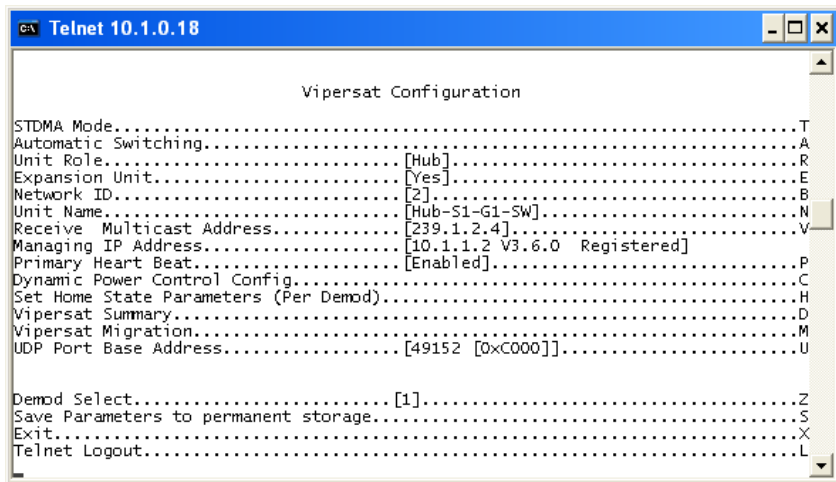 Telnet 10.1.0.18
Vipersat Configuration
STDMA Mode....................................................................T
Automatic Switching...........................................................A
Unit Role..............................[Hub]..................................R
Expansion Unit.........................[Yes]..................................E
Network ID.............................[2]....................................B
Unit Name..............................[Hub-S1-G1-SW].........................N
Receive  Multicast Address.............[239.1.2.4]............................V
Managing IP Address....................[10.1.1.2 V3.6.0  Registered]
Primary Heart Beat.....................[Enabled]..............................P
Dynamic Power Control Config..................................................C
Set Home State Parameters (Per Demod).........................................H
Vipersat Summary..............................................................D
Vipersat Migration............................................................M
UDP Port Base Address..................[49152 [0xC000]].......................U
Demod Select..........................[1].....................................Z
Save Parameters to permanent storage..........................................S
Exit..........................................................................X
Telnet Logout.................................................................L